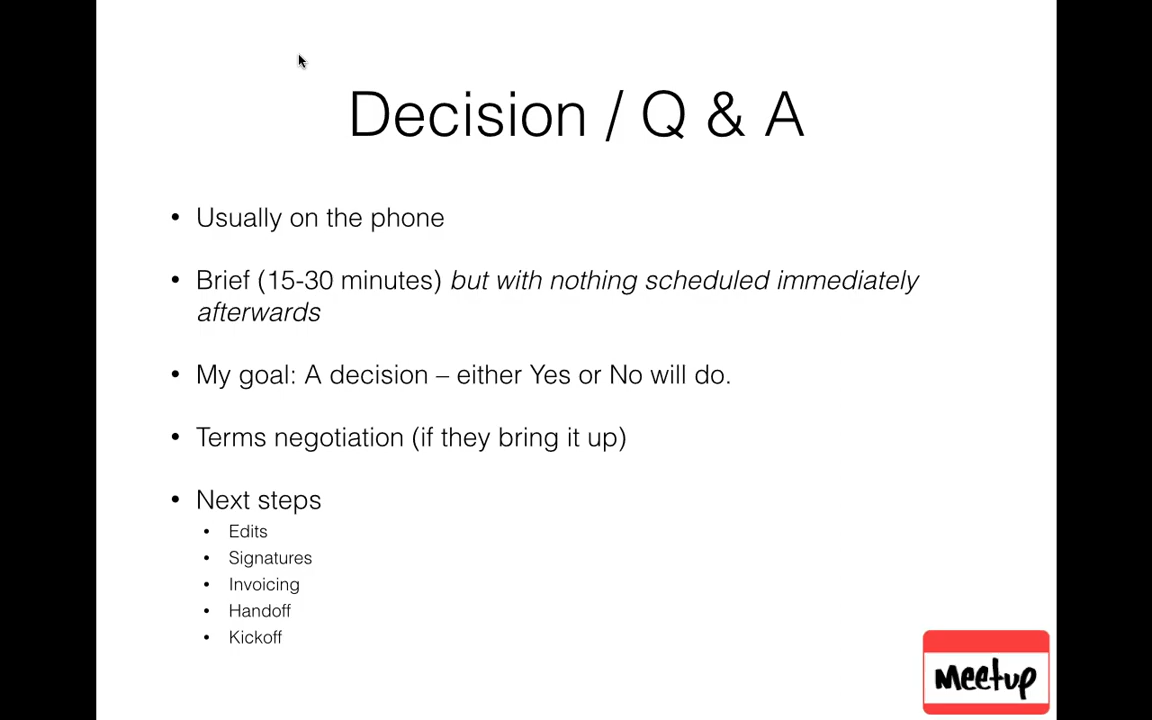 Decision / Q & A
• Usually on the phone
• Brief (15-30 minutes) but with nothing scheduled immediately
afterwards
• My goal: A decision – either Yes or No will do.
• Terms negotiation (if they bring it up)
• Next steps
• Edits
• Signatures
• Invoicing
• Handoff
• Kickoff
Meetup